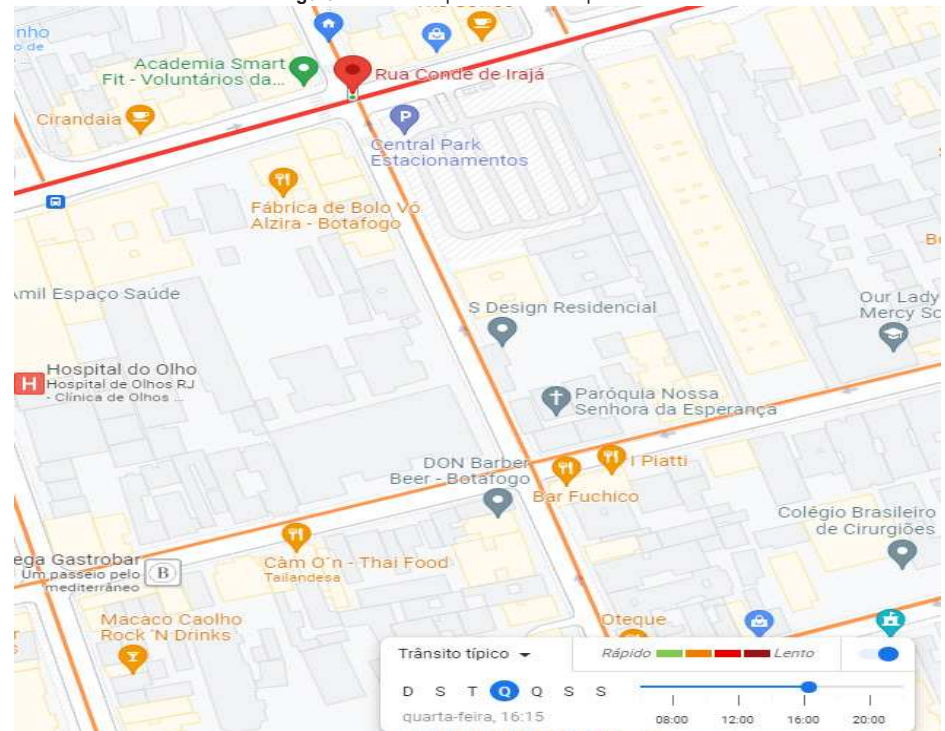 nho
o de
Academia Smart
Fit - Voluntários da...
Rua Conde de Irajá
Cirandaia
P
Central Park
Estacionamentos
Fábrica de Bolo Vó
Alzira - Botafogo
mil Espaço Saúde
S Design Residencial
Our Lady
Mercy Sc
H
Hospital do Olho
Hospital de Olhos RJ
- Clínica de Olhos ...
Paróquia Nossa
Senhora da Esperança
DON Barber
Beer - Botafogo
I Piatti
Bar Fuchico
Colégio Brasileiro
de Cirurgiões
ega Gastrobar
Um passeio pelo
mediterrâneo
B
Càm O´n - Thai Food
Tailandesa
Macaco Caolho
Rock ´N Drinks
Oteque
Trânsito típico
Rápido
Lento
D S T Q Q S S
quarta-feira, 16:15
08:00 12:00 16:00 20:00